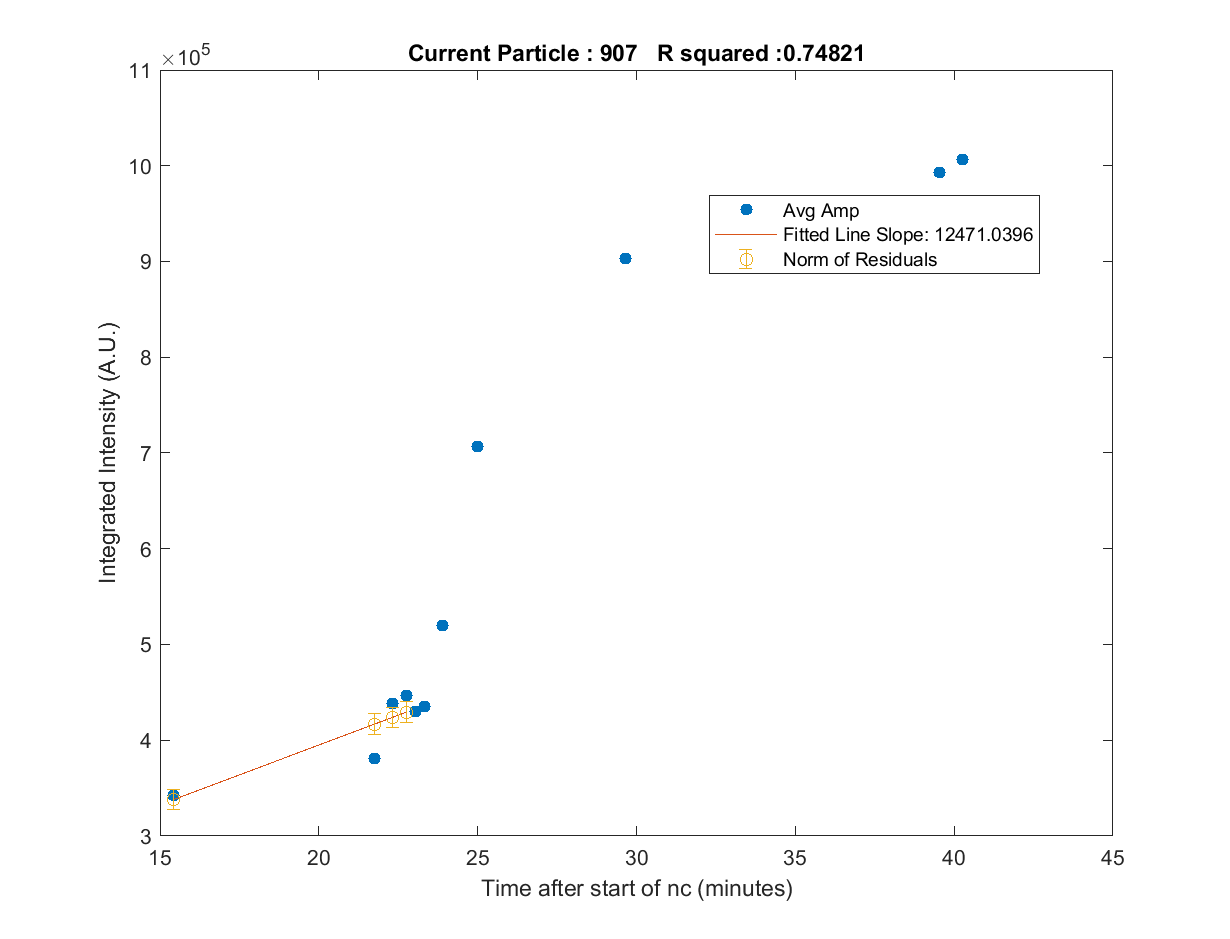 Current Particle : 907 R squared :0.74821
×10⁵
11
10
9
8
7
6
5
4
3
Integrated Intensity (A.U.)
Avg Amp
Fitted Line Slope: 12471.0396
Norm of Residuals
15 20 25 30 35 40 45
Time after start of nc (minutes)